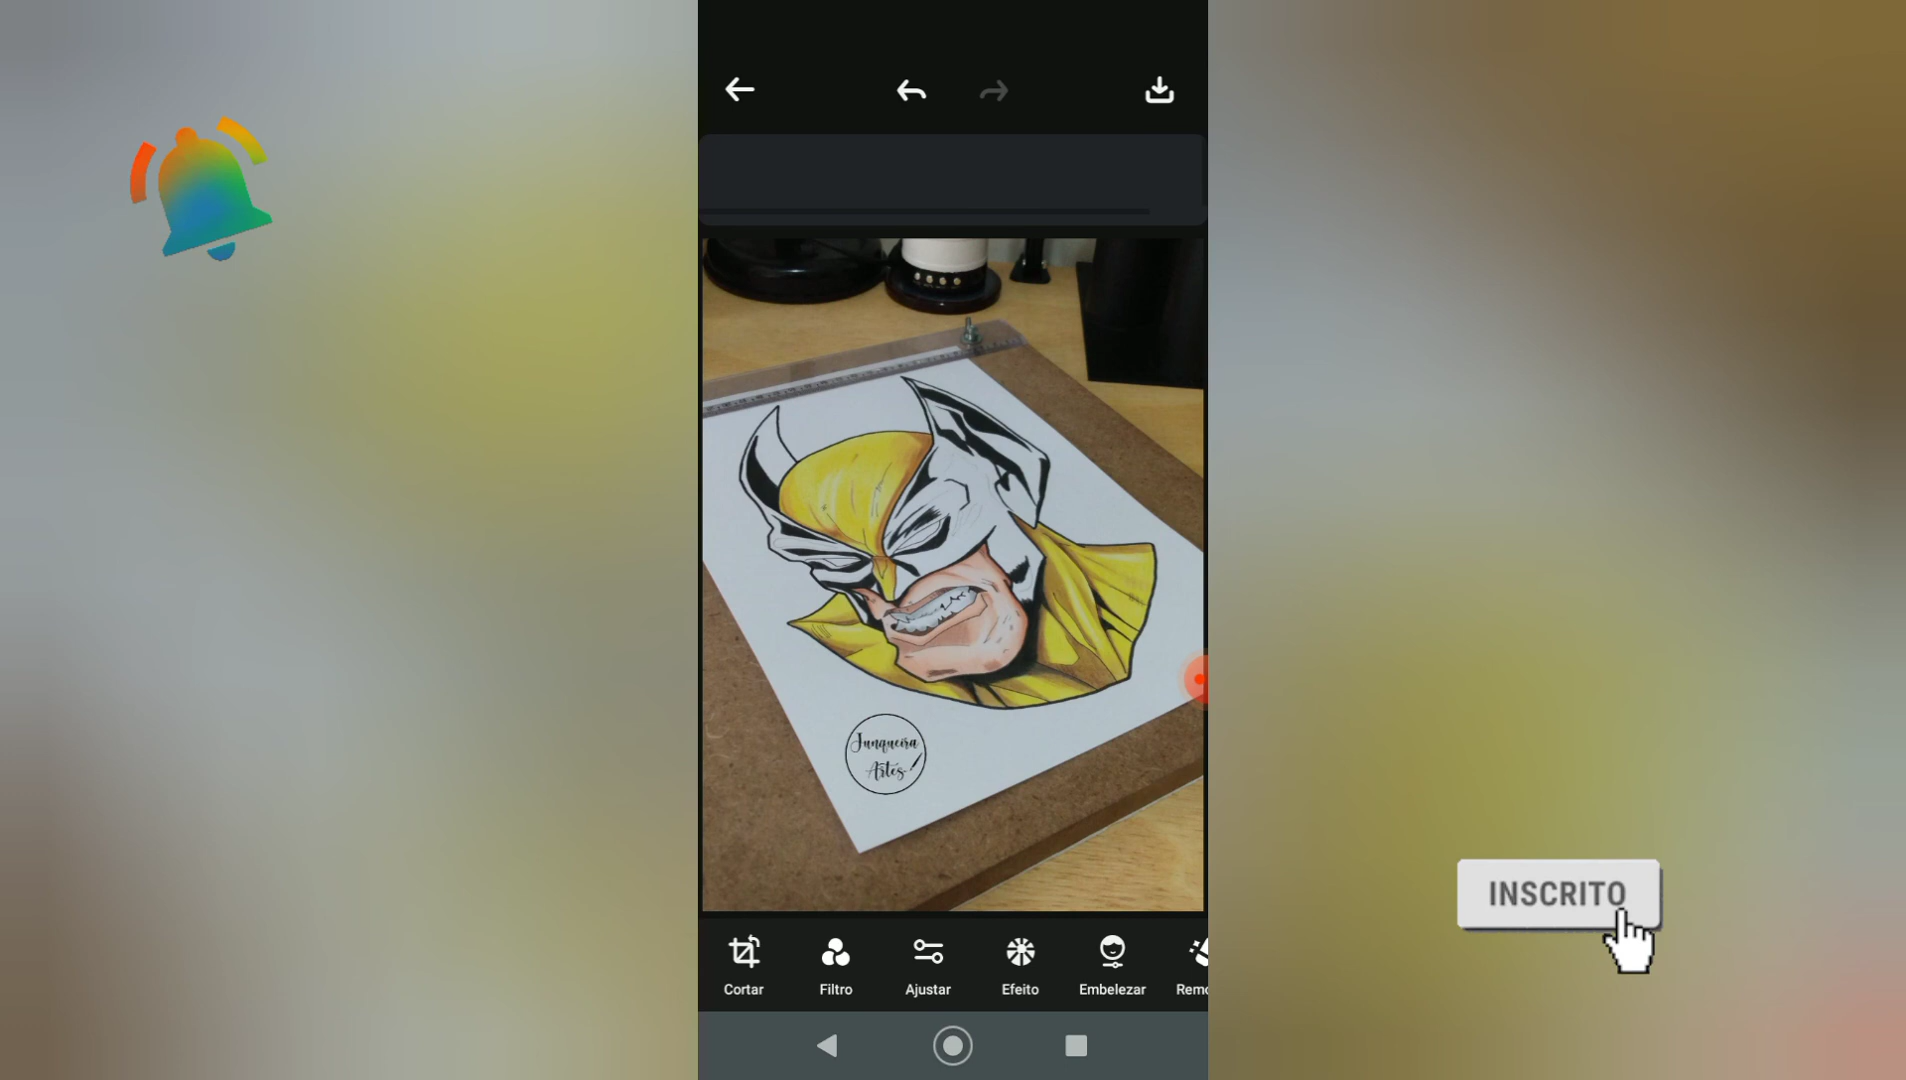 Junqueira
Artes
INSCRITO
Cortar
Filtro
Ajustar
Efeito
Embelezar